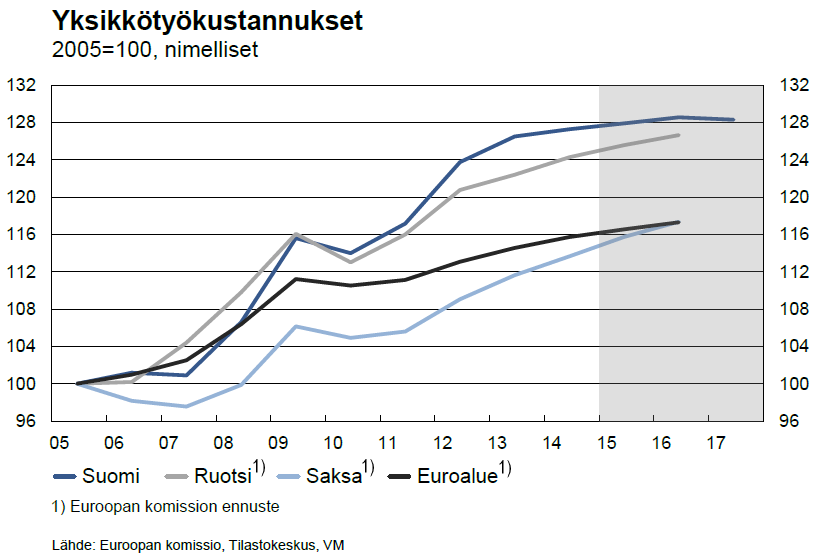 Yksikkötyökustannukset
2005=100, nimelliset
132 132
128 128
124 124
120 120
116 116
112 112
108 108
104 104
100 100
96 96
05 06 07 08 09 10 11 12 13 14 15 16 17
Suomi Ruotsi1) Saksa1) Euroalue1)
1) Euroopan komission ennuste
Lähde: Euroopan komissio, Tilastokeskus, VM